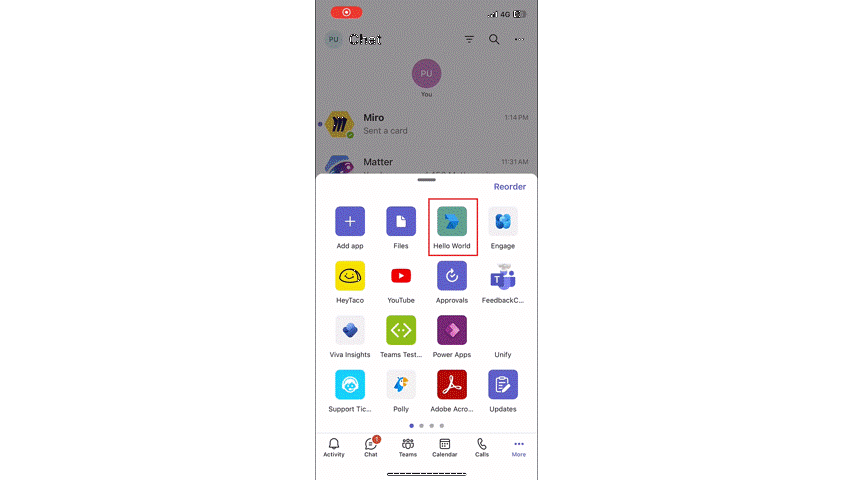 4G
PU Chat
PU
You
Miro 1:14 PM
Sent a card
Matter 11:31 AM
Reorder
Add app Files Hello World Engage
HeyTaco YouTube Approvals FeedbackC...
Viva Insights Teams Test... Power Apps Unify
Support Tic... Polly Adobe Acro... Updates
1
Activity Chat Teams Calendar Calls More